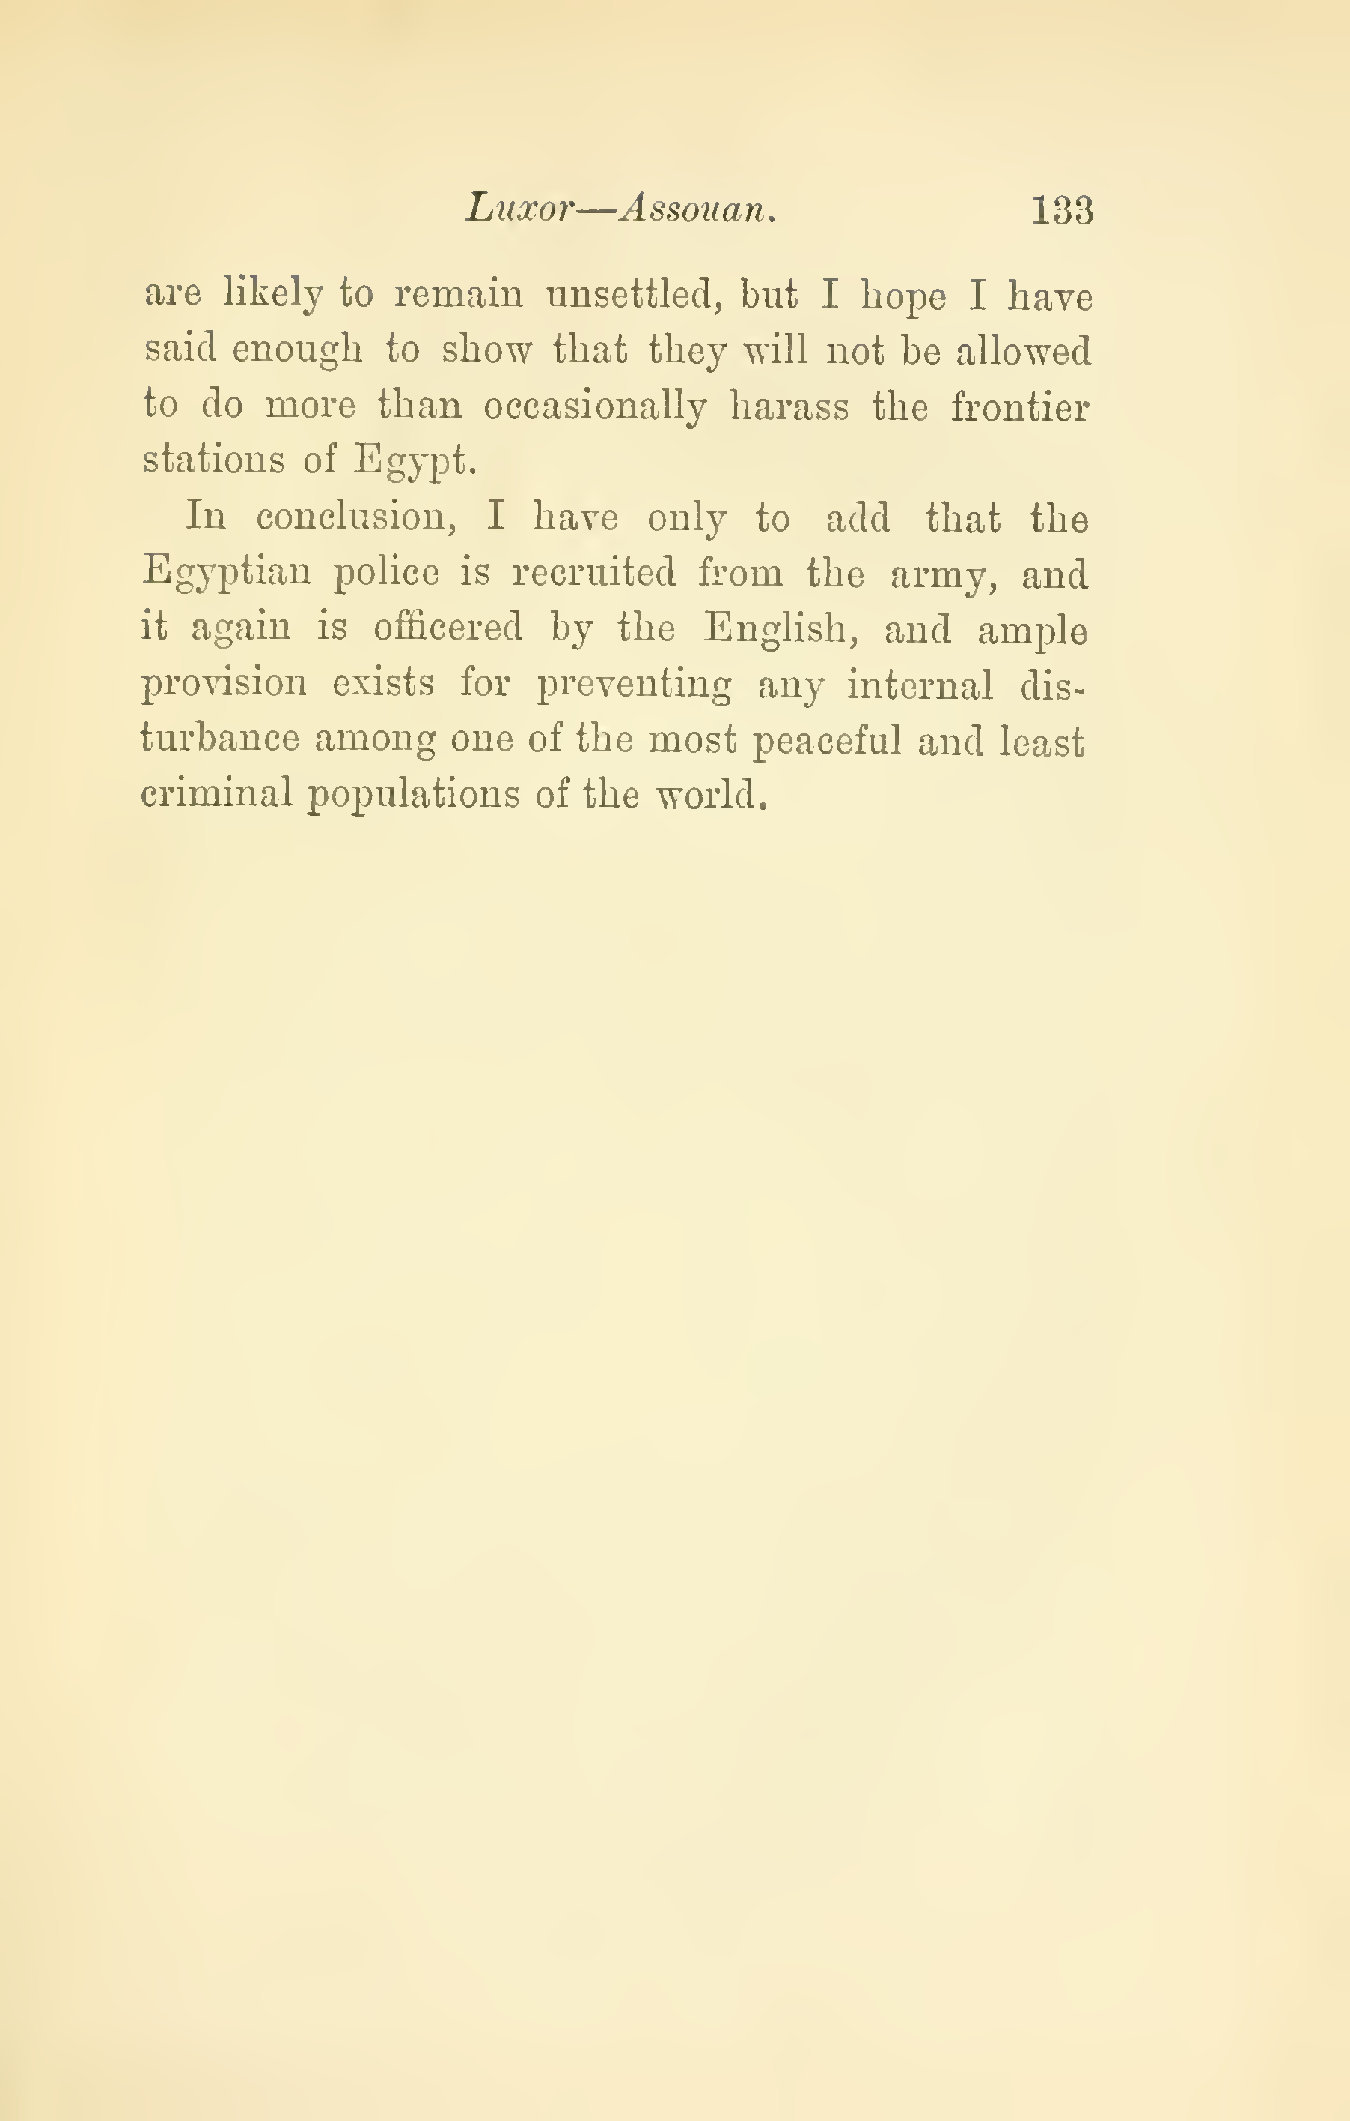 Luxor—Assouan. 133
are likely to remain unsettled, but I hope I have
said enough to show that they will not be allowed
to do more than occasionally harass the frontier
stations of Egypt.
In conclusion, I have only to add that the
Egyptian police is recruited from the army, and
it again is officered by the English, and ample
provision exists for preventing any internal dis-
turbance among one of the most peaceful and least
criminal populations of the world.